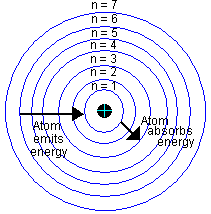 n = 7
n = 6
n = 5
n = 4
n = 3
n = 2
n = 1
Atom
emits
energy
Atom
absorbs
energy